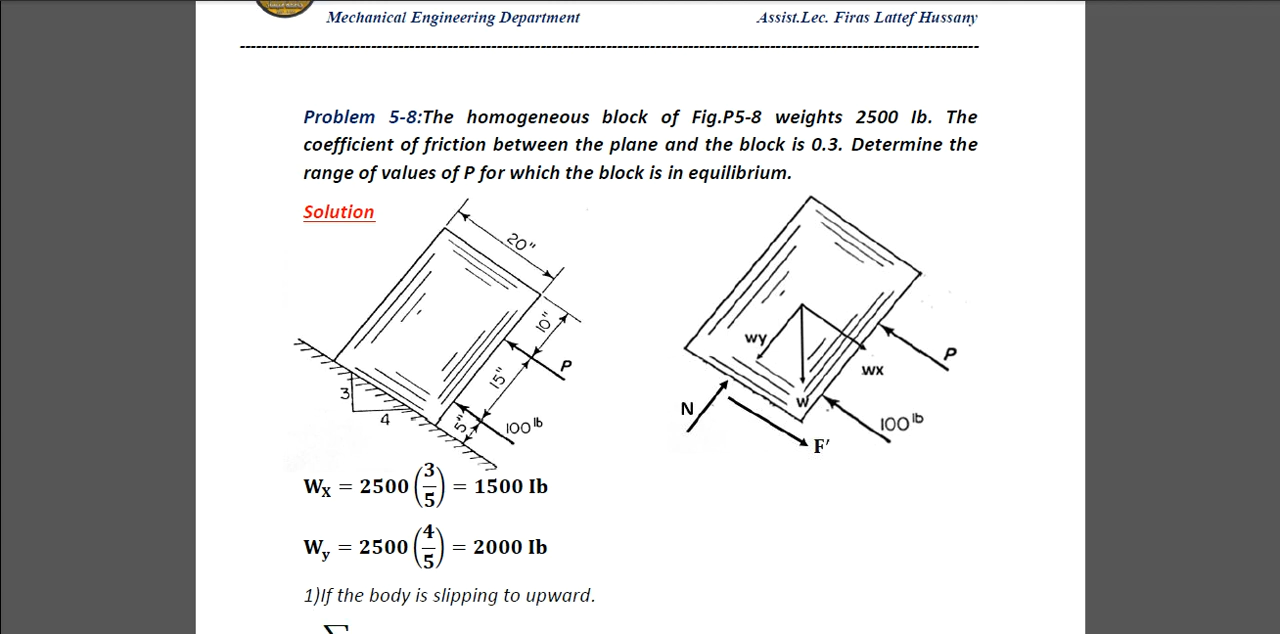 Mechanical Engineering Department
Assist.Lec. Firas Lattef Hussany
Problem 5-8:The homogeneous block of Fig.P5-8 weights 2500 Ib. The
coefficient of friction between the plane and the block is 0.3. Determine the
range of values of P for which the block is in equilibrium.
Solution
20"
10"
P
15"
5"
100 lb
3
4
wy
wx
W
P
N
100 lb
F′
Wx = 2500 (3/5) = 1500 Ib
Wy = 2500 (4/5) = 2000 Ib
1)If the body is slipping to upward.